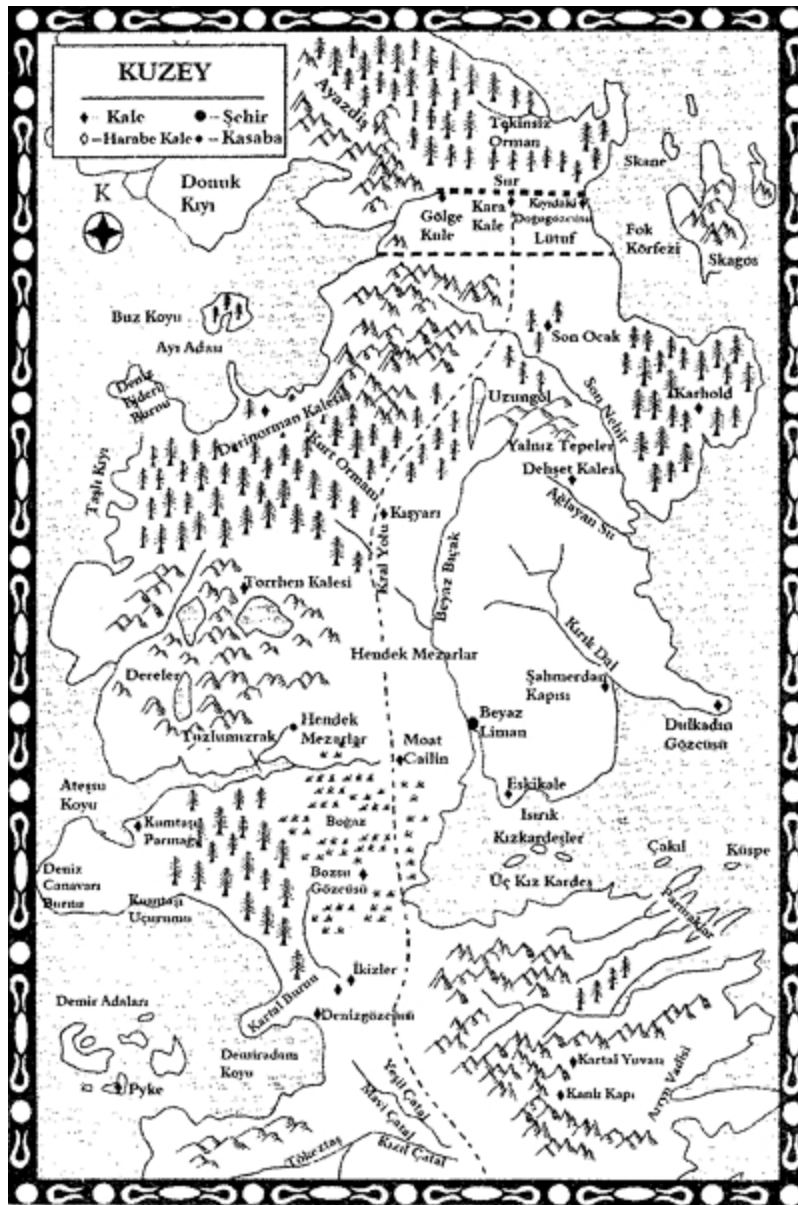 KUZEY
Kale
Şehir
Harabe Kale
Kasaba
K
Donuk
Kıyı
Ayazdiş
Tekinsiz
Orman
Skane
Sur
Gölge
Kule
Kara
Kale
Kıyıdaki
Doğugözcüsü
Lütuf
Fok
Körfezi
Skagos
Buz Koyu
Ayı Adası
Son Ocak
Deniz
Ejderi
Burnu
Derinorman Kalesi
Uzungöl
Son Nehir
Karhold
Yalnız Tepeler
Dehşet Kalesi
Kurt Ormanı
Taşlı Kıyı
Kışyarı
Ağlayan Su
Kral Yolu
Beyaz Bıçak
Torrhen Kalesi
Kırık Dal
Hendek Mezarlar
Dereler
Şahmerdan
Kapısı
Tuzlumızrak
Hendek
Mezarlar
Beyaz
Liman
Dulkadın
Gözcüsü
Moat
Cailin
Ateşsu
Koyu
Eskikale
Isırık
Kumtaşı
Parmağı
Boğaz
Kızkardeşler
Çakıl
Küspe
Deniz
Canavarı
Burnu
Kumtaşı
Uçurumu
Bozsu
Gözcüsü
Üç Kız Kardeş
Parmaklar
İkizler
Demir Adaları
Kartal Burnu
Denizgözcüsü
Demiradam
Koyu
Pyke
Kartal Yuvası
Kanlı Kapı
Arryn Vadisi
Yeşil Çatal
Mavi Çatal
Kızıl Çatal
Tökeztaş